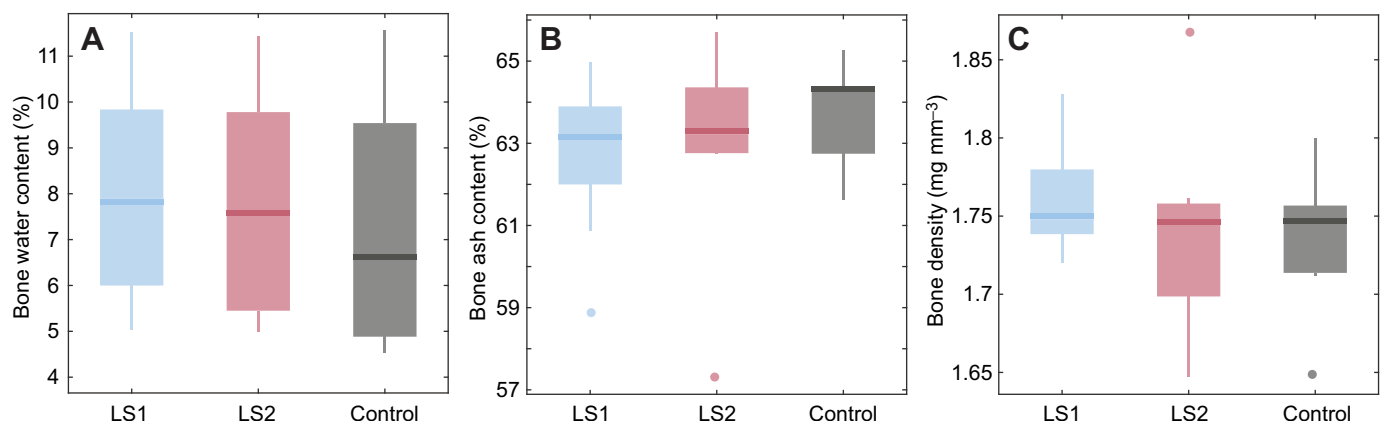 A
Bone water content (%)
11
10
9
8
7
6
5
4
LS1 LS2 Control
B
Bone ash content (%)
65
63
61
59
57
LS1 LS2 Control
C
Bone density (mg mm⁻³)
1.85
1.8
1.75
1.7
1.65
LS1 LS2 Control